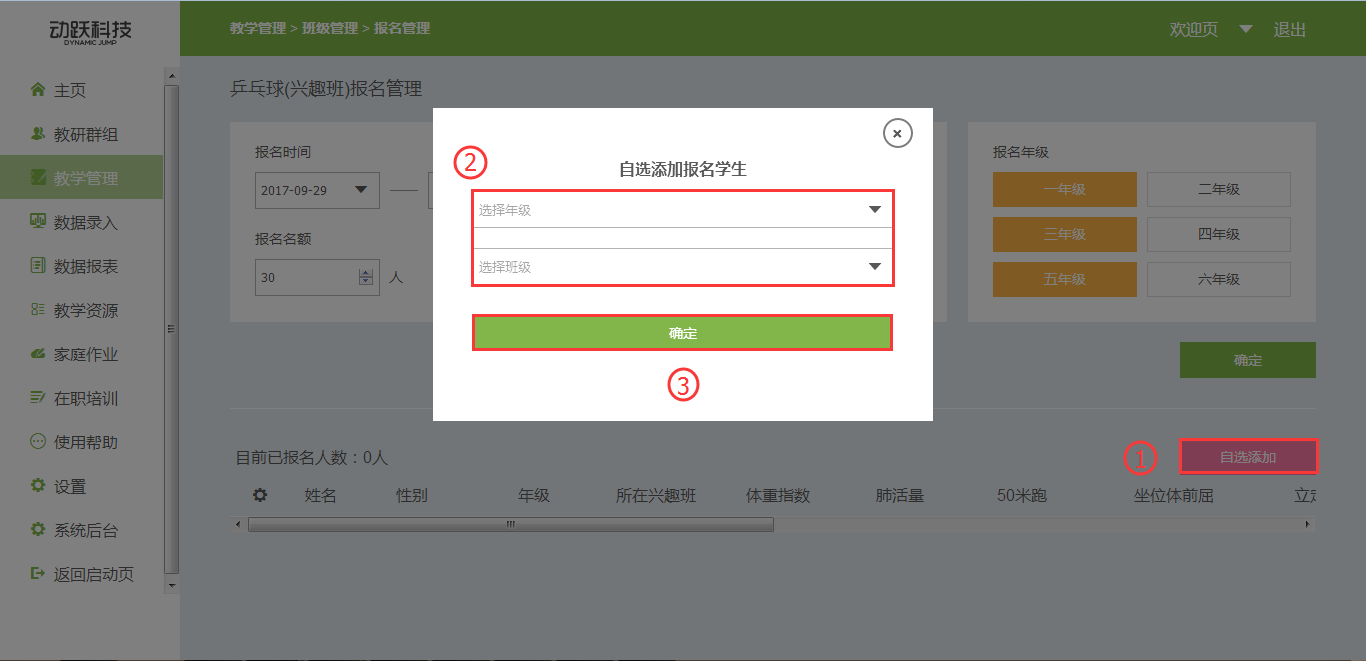 动跃科技
DYNAMIC JUMP
教学管理 > 班级管理 > 报名管理
欢迎页
退出
主页
教研群组
教学管理
数据录入
数据报表
教学资源
家庭作业
在职培训
使用帮助
设置
系统后台
返回启动页
乒乓球(兴趣班)报名管理
报名时间
2017-09-29
报名名额
30
人
②
自选添加报名学生
选择年级
选择班级
确定
③
报名年级
一年级
二年级
三年级
四年级
五年级
六年级
确定
目前已报名人数：0人
①
自选添加
姓名 性别 年级 所在兴趣班 体重指数 肺活量 50米跑 坐位体前屈 立定